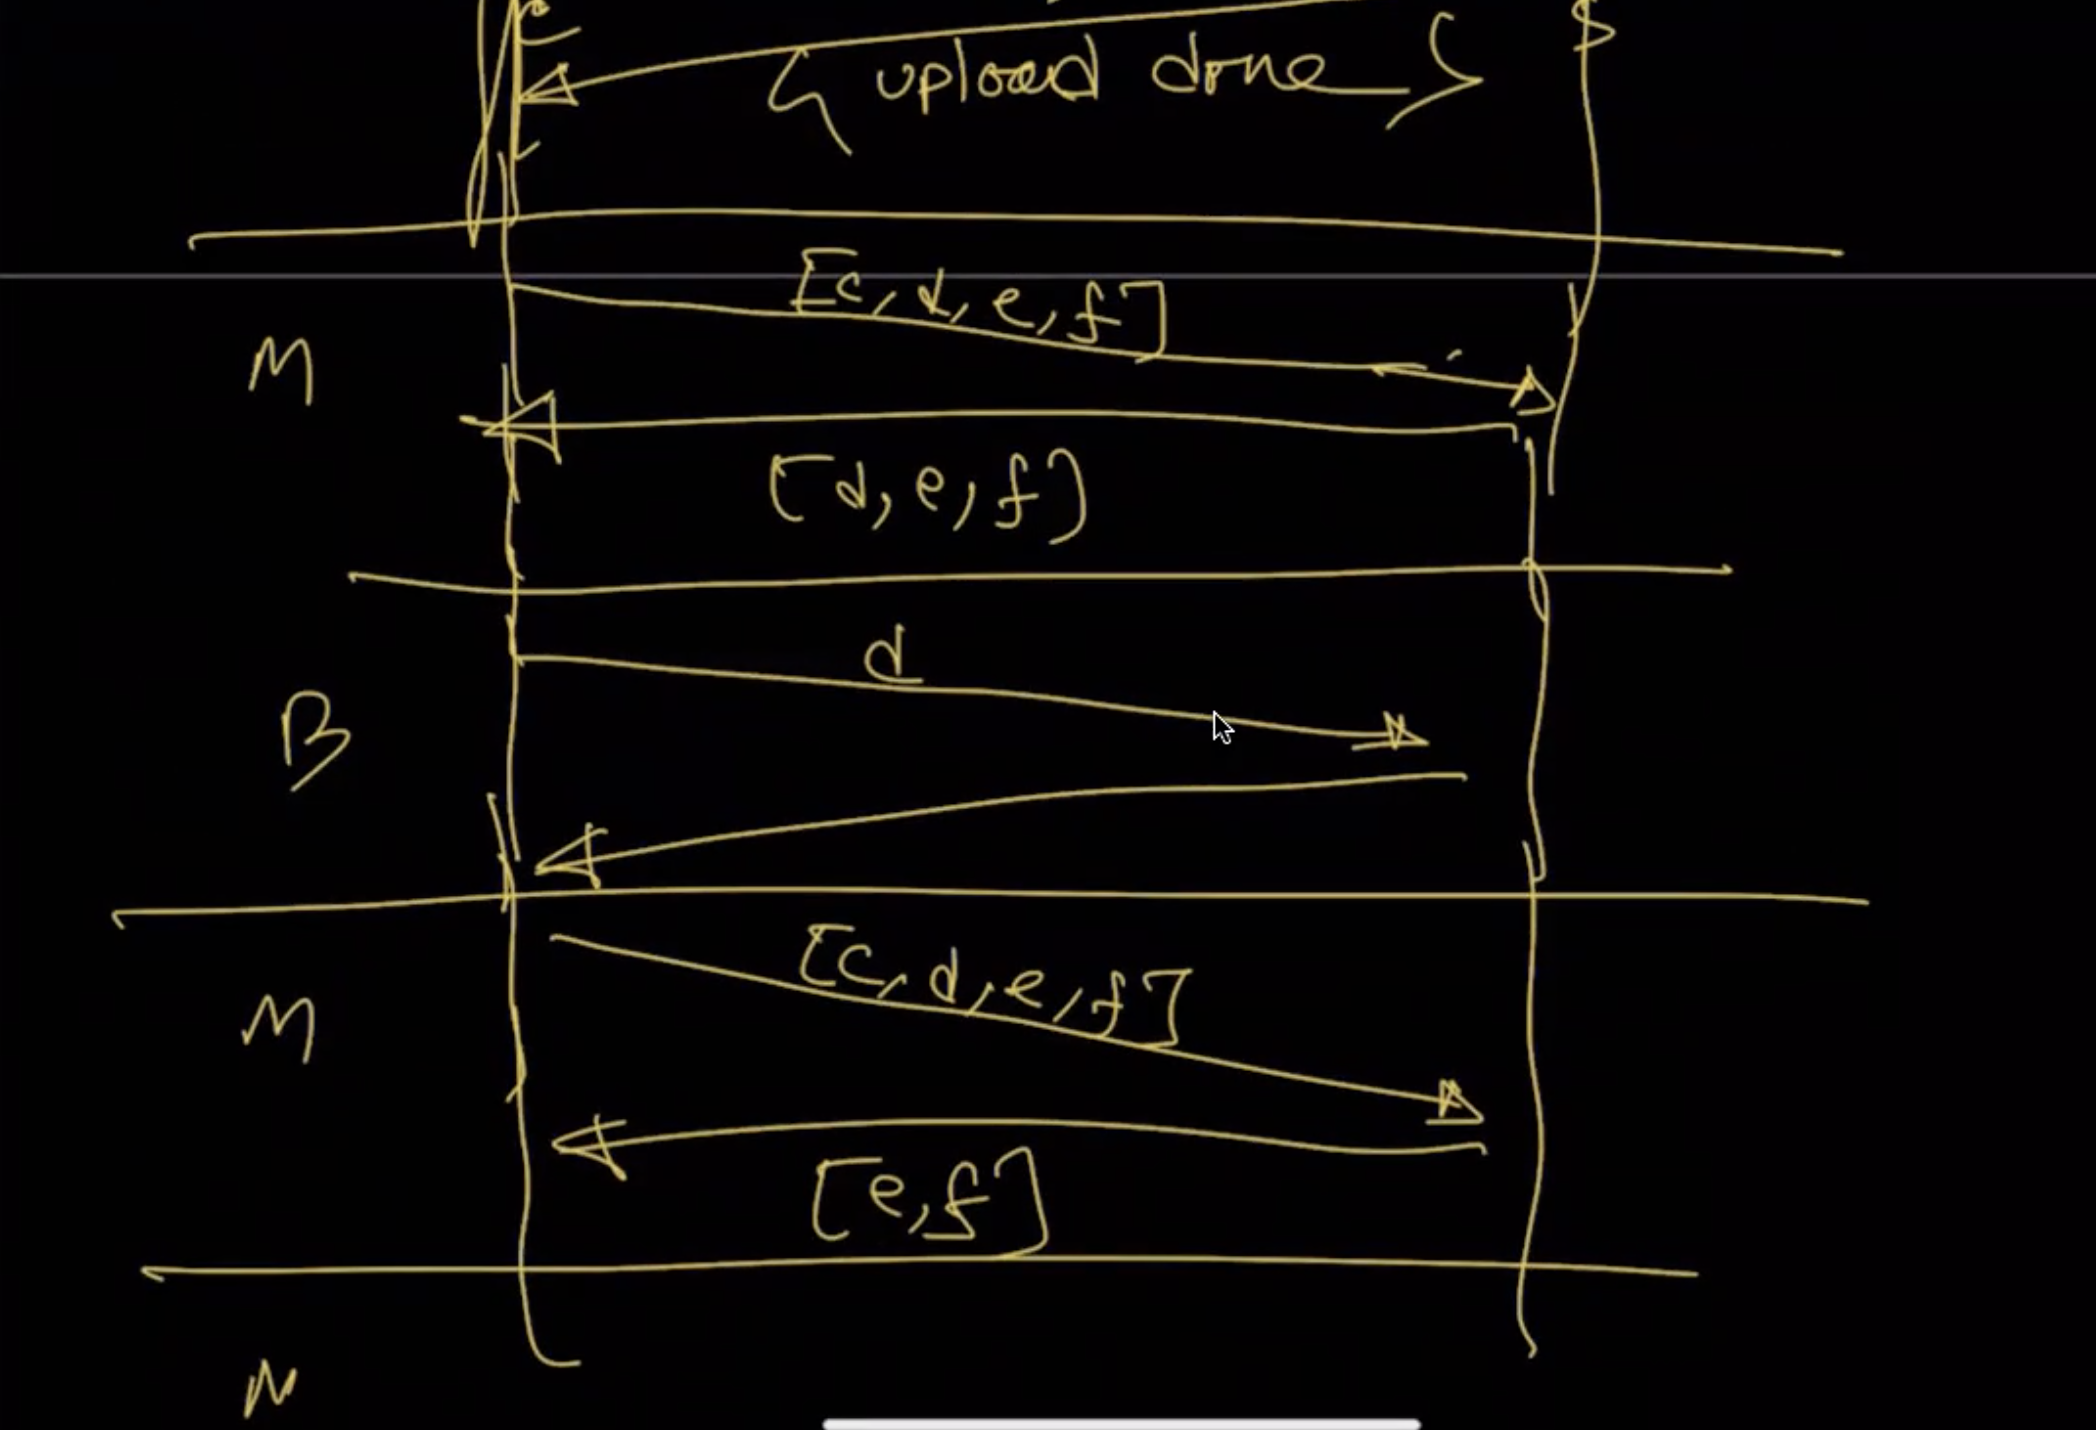 upload done
[c, d, e, f]
M
[d, e, f]
d
B
[c, d, e, f]
M
[e, f]